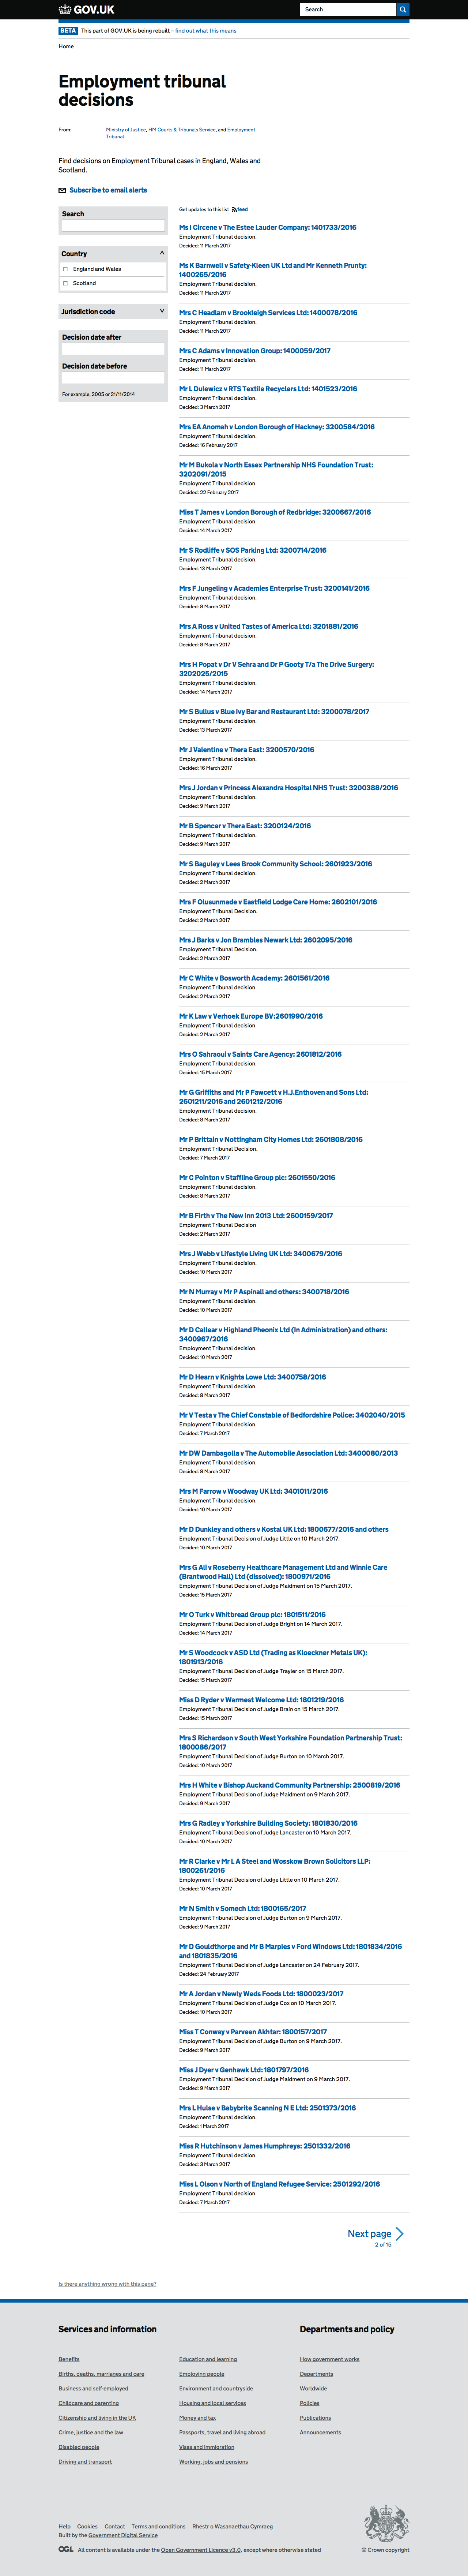 GOV.UK
Search
BETA This part of GOV.UK is being rebuilt – find out what this means
Home
Employment tribunal
decisions
From: Ministry of Justice, HM Courts & Tribunals Service, and Employment
Tribunal
Find decisions on Employment Tribunal cases in England, Wales and
Scotland.
Subscribe to email alerts
Search
Country
England and Wales
Scotland
Jurisdiction code
Decided after
Decided before
For example, 2005 or 21/11/2014
Get updates to this list feed
Ms I Circene v The Estee Lauder Company: 1401733/2016
Employment Tribunal decision.
Decided: 11 March 2017
Ms K Barnwell v Safety-Kleen UK Ltd and Mr Kenneth Prunty:
1400265/2016
Employment Tribunal decision.
Decided: 11 March 2017
Mrs C Headlam v Brookleigh Services Ltd: 1400078/2016
Employment Tribunal decision.
Decided: 11 March 2017
Mrs C Adams v Innovation Group: 1400059/2017
Employment Tribunal decision.
Decided: 11 March 2017
Mr L Dulewicz v RTS Textile Recyclers Ltd: 1401523/2016
Employment Tribunal decision.
Decided: 3 March 2017
Mrs EA Anomah v London Borough of Hackney: 3200584/2016
Employment Tribunal decision.
Decided: 16 February 2017
Mr M Bukola v North Essex Partnership NHS Foundation Trust:
3202091/2015
Employment Tribunal decision.
Decided: 22 February 2017
Miss T James v London Borough of Redbridge: 3200667/2016
Employment Tribunal decision.
Decided: 14 March 2017
Mr S Rodliffe v SOS Parking Ltd: 3200714/2016
Employment Tribunal decision.
Decided: 13 March 2017
Mrs F Jungeling v Academies Enterprise Trust: 3200141/2016
Employment Tribunal decision.
Decided: 8 March 2017
Mrs A Ross v United Tastes of America Ltd: 3201881/2016
Employment Tribunal decision.
Decided: 8 March 2017
Mrs H Popat v Dr V Sehra and Dr P Gooty T/a The Drive Surgery:
3202025/2015
Employment Tribunal decision.
Decided: 14 March 2017
Mr S Bullus v Blue Ivy Bar and Restaurant Ltd: 3200078/2017
Employment Tribunal decision.
Decided: 13 March 2017
Mr J Valentine v Thera East: 3200570/2016
Employment Tribunal decision.
Decided: 16 March 2017
Mrs J Jordan v Princess Alexandra Hospital NHS Trust: 3200388/2016
Employment Tribunal decision.
Decided: 9 March 2017
Mr B Spencer v Thera East: 3200124/2016
Employment Tribunal decision.
Decided: 9 March 2017
Mr S Baguley v Lees Brook Community School: 2601923/2016
Employment Tribunal decision.
Decided: 2 March 2017
Mrs F Olusunmade v Eastfield Lodge Care Home: 2602101/2016
Employment Tribunal Decision.
Decided: 2 March 2017
Mrs J Barks v Jon Brambles Newark Ltd: 2602095/2016
Employment Tribunal Decision.
Decided: 2 March 2017
Mr C White v Bosworth Academy: 2601561/2016
Employment Tribunal decision.
Decided: 2 March 2017
Mr K Law v Verhoek Europe BV:2601990/2016
Employment Tribunal decision.
Decided: 2 March 2017
Mrs O Sahraoui v Saints Care Agency: 2601812/2016
Employment Tribunal decision.
Decided: 15 March 2017
Mr G Griffiths and Mr P Fawcett v H.J.Enthoven and Sons Ltd:
2601211/2016 and 2601212/2016
Employment Tribunal decision.
Decided: 8 March 2017
Mr P Brittain v Nottingham City Homes Ltd: 2601808/2016
Employment Tribunal Decision.
Decided: 7 March 2017
Mr C Pointon v Staffline Group plc: 2601550/2016
Employment Tribunal decision.
Decided: 8 March 2017
Mr B Firth v The New Inn 2013 Ltd: 2600159/2017
Employment Tribunal Decision
Decided: 2 March 2017
Mrs J Webb v Lifestyle Living UK Ltd: 3400679/2016
Employment Tribunal decision.
Decided: 10 March 2017
Mr N Murray v Mr P Aspinall and others: 3400718/2016
Employment Tribunal decision.
Decided: 10 March 2017
Mr D Callear v Highland Pheonix Ltd (In Administration) and others:
3400967/2016
Employment Tribunal decision.
Decided: 10 March 2017
Mr D Hearn v Knights Lowe Ltd: 3400758/2016
Employment Tribunal decision.
Decided: 8 March 2017
Mr V Testa v The Chief Constable of Bedfordshire Police: 3402040/2015
Employment Tribunal decision.
Decided: 7 March 2017
Mr DW Dambagolla v The Automobile Association Ltd: 3400080/2013
Employment Tribunal decision.
Decided: 8 March 2017
Mrs M Farrow v Woodway UK Ltd: 3401011/2016
Employment Tribunal decision.
Decided: 10 March 2017
Mr D Dunkley and others v Kostal UK Ltd: 1800677/2016 and others
Employment Tribunal Decision of Judge Little on 10 March 2017.
Decided: 10 March 2017
Mrs G Ali v Roseberry Healthcare Management Ltd and Winnie Care
(Brantwood Hall) Ltd (dissolved): 1800971/2016
Employment Tribunal Decision of Judge Maidment on 15 March 2017.
Decided: 15 March 2017
Mr O Turk v Whitbread Group plc: 1801511/2016
Employment Tribunal Decision of Judge Bright on 14 March 2017.
Decided: 14 March 2017
Mr S Woodcock v ASD Ltd (Trading as Kloeckner Metals UK):
1801913/2016
Employment Tribunal Decision of Judge Trayler on 15 March 2017.
Decided: 15 March 2017
Miss D Ryder v Warmest Welcome Ltd: 1801219/2016
Employment Tribunal Decision of Judge Brain on 15 March 2017.
Decided: 15 March 2017
Mrs S Richardson v South West Yorkshire Foundation Partnership Trust:
1800086/2017
Employment Tribunal Decision of Judge Burton on 10 March 2017.
Decided: 10 March 2017
Mrs H White v Bishop Auckand Community Partnership: 2500819/2016
Employment Tribunal Decision of Judge Maidment on 9 March 2017.
Decided: 9 March 2017
Mrs G Radley v Yorkshire Building Society: 1801830/2016
Employment Tribunal Decision of Judge Lancaster on 10 March 2017.
Decided: 10 March 2017
Mr R Clarke v Mr L A Steel and Wosskow Brown Solicitors LLP:
1800261/2016
Employment Tribunal Decision of Judge Little on 10 March 2017.
Decided: 10 March 2017
Mr N Smith v Somech Ltd: 1800165/2017
Employment Tribunal Decision of Judge Burton on 9 March 2017.
Decided: 9 March 2017
Mr D Gouldthorpe and Mr B Marples v Ford Windows Ltd: 1801834/2016
and 1801835/2016
Employment Tribunal Decision of Judge Lancaster on 24 February 2017.
Decided: 24 February 2017
Mr A Jordan v Newly Weds Foods Ltd: 1800023/2017
Employment Tribunal Decision of Judge Cox on 10 March 2017.
Decided: 10 March 2017
Miss T Conway v Parveen Akhtar: 1800157/2017
Employment Tribunal Decision of Judge Burton on 9 March 2017.
Decided: 9 March 2017
Miss J Dyer v Genhawk Ltd: 1801797/2016
Employment Tribunal Decision of Judge Maidment on 9 March 2017.
Decided: 9 March 2017
Mrs L Hulse v Babybrite Scanning N E Ltd: 2501373/2016
Employment Tribunal decision.
Decided: 1 March 2017
Miss R Hutchinson v James Humphreys: 2501332/2016
Employment Tribunal decision.
Decided: 3 March 2017
Miss L Olson v North of England Refugee Service: 2501292/2016
Employment Tribunal decision.
Decided: 7 March 2017
Next page
2 of 15
Is there anything wrong with this page?
Services and information
Benefits
Births, deaths, marriages and care
Business and self-employed
Childcare and parenting
Citizenship and living in the UK
Crime, justice and the law
Disabled people
Driving and transport
Education and learning
Employing people
Environment and countryside
Housing and local services
Money and tax
Passports, travel and living abroad
Visas and immigration
Working, jobs and pensions
Departments and policy
How government works
Departments
Worldwide
Policies
Publications
Announcements
Help Cookies Contact Terms and conditions Rhestr o Wasanaethau Cymraeg
Built by the Government Digital Service
OGL All content is available under the Open Government Licence v3.0, except where otherwise stated
© Crown copyright